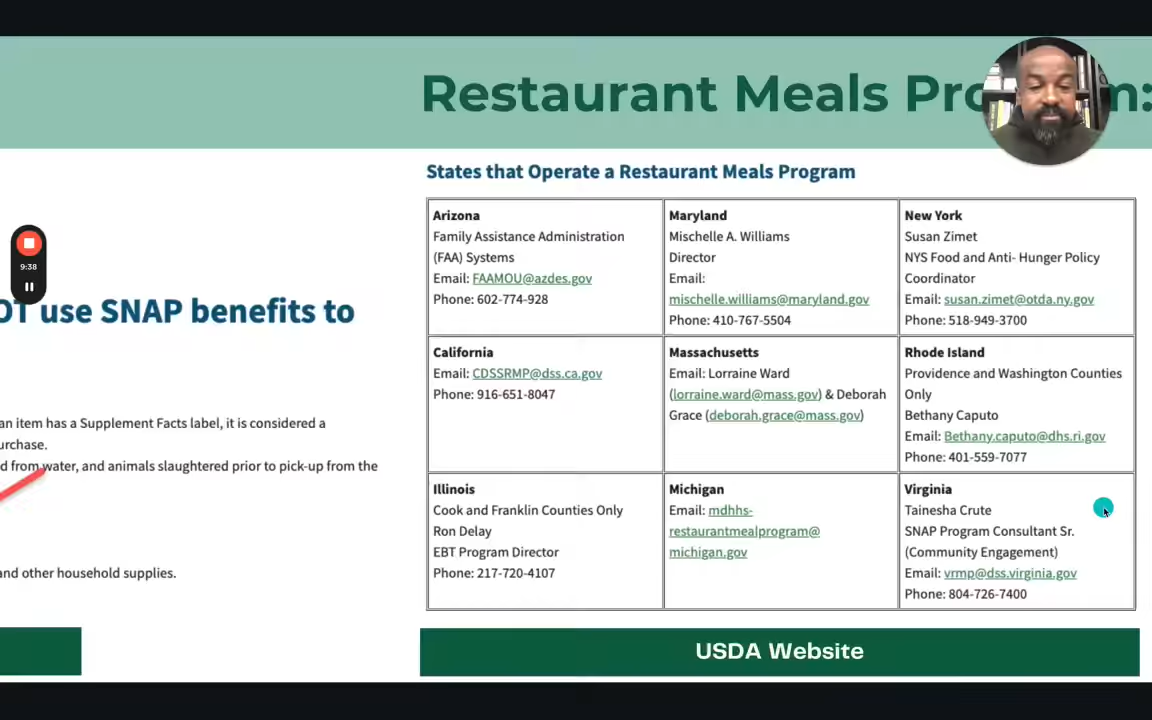 Restaurant Meals Pro m:
States that Operate a Restaurant Meals Program
9:38
OT use SNAP benefits to
an item has a Supplement Facts label, it is considered a
urchase.
d from water, and animals slaughtered prior to pick-up from the
and other household supplies.
Arizona
Family Assistance Administration
(FAA) Systems
Email: FAAMOU@azdes.gov
Phone: 602-774-928
Maryland
Mischelle A. Williams
Director
Email:
mischelle.williams@maryland.gov
Phone: 410-767-5504
New York
Susan Zimet
NYS Food and Anti- Hunger Policy
Coordinator
Email: susan.zimet@otda.ny.gov
Phone: 518-949-3700
California
Email: CDSSRMP@dss.ca.gov
Phone: 916-651-8047
Massachusetts
Email: Lorraine Ward
(lorraine.ward@mass.gov) & Deborah
Grace (deborah.grace@mass.gov)
Rhode Island
Providence and Washington Counties
Only
Bethany Caputo
Email: Bethany.caputo@dhs.ri.gov
Phone: 401-559-7077
Illinois
Cook and Franklin Counties Only
Ron Delay
EBT Program Director
Phone: 217-720-4107
Michigan
Email: mdhhs-
restaurantmealprogram@
michigan.gov
Virginia
Tainesha Crute
SNAP Program Consultant Sr.
(Community Engagement)
Email: vrmp@dss.virginia.gov
Phone: 804-726-7400
USDA Website